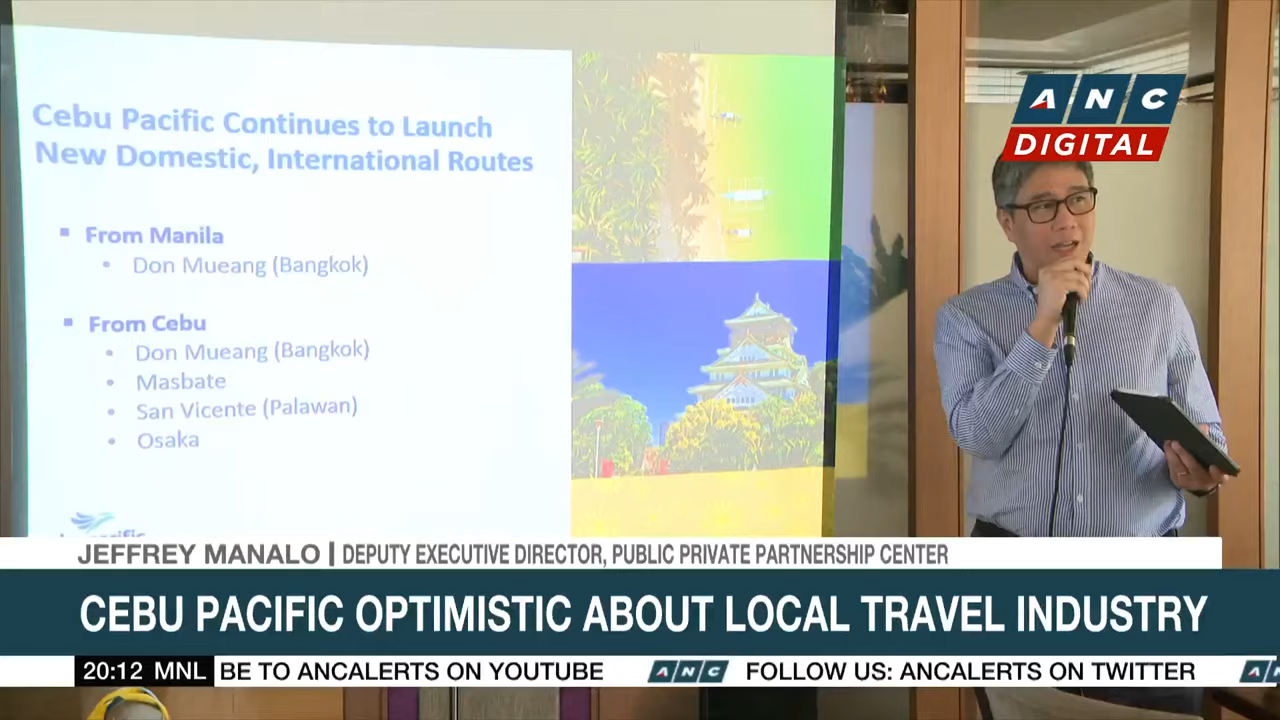 Cebu Pacific Continues to Launch
New Domestic, International Routes
From Manila
Don Mueang (Bangkok)
From Cebu
Don Mueang (Bangkok)
Masbate
San Vicente (Palawan)
Osaka
ANC
DIGITAL
JEFFREY MANALO | DEPUTY EXECUTIVE DIRECTOR, PUBLIC PRIVATE PARTNERSHIP CENTER
CEBU PACIFIC OPTIMISTIC ABOUT LOCAL TRAVEL INDUSTRY
20:12 MNL BE TO ANCALERTS ON YOUTUBE ANC FOLLOW US: ANCALERTS ON TWITTER